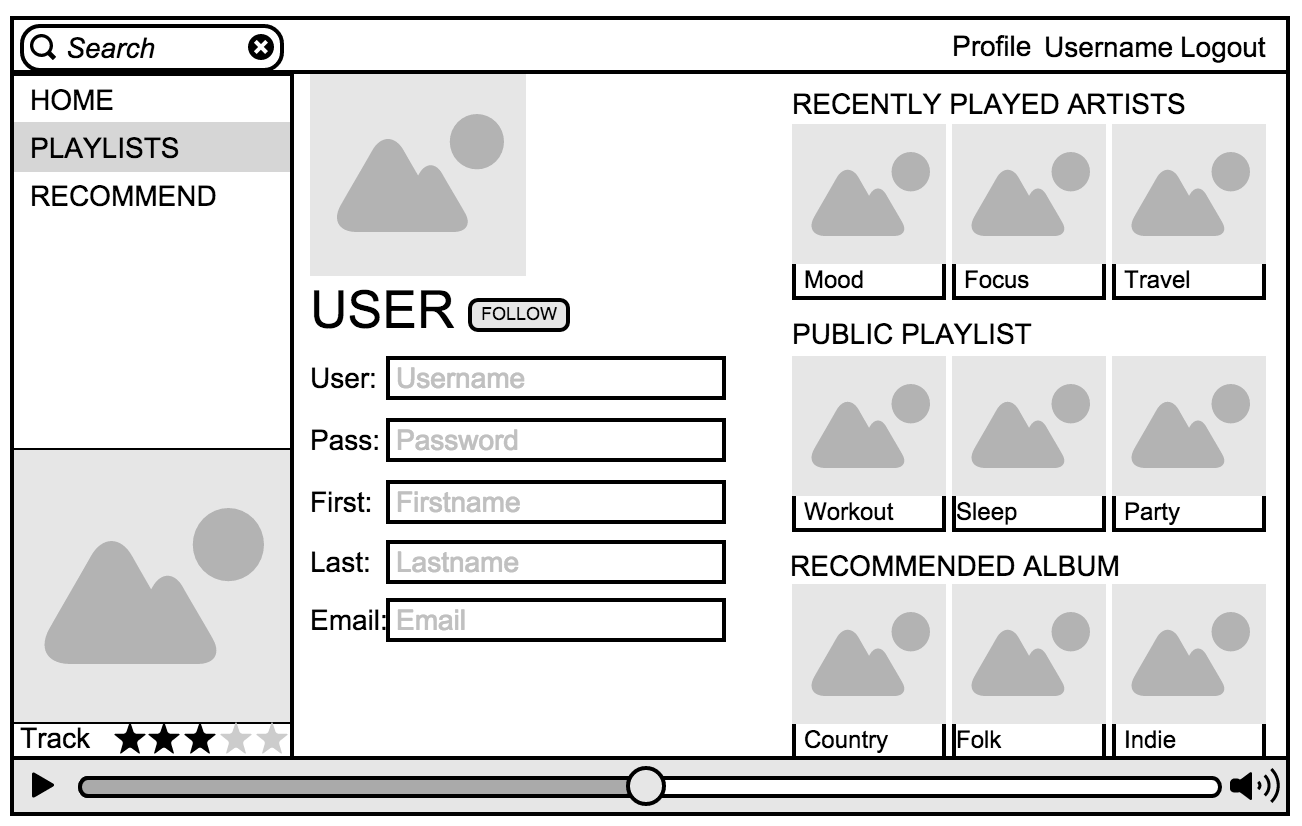 Search
Profile Username Logout
HOME
PLAYLISTS
RECOMMEND
Track
USER FOLLOW
User: Username
Pass: Password
First: Firstname
Last: Lastname
Email: Email
RECENTLY PLAYED ARTISTS
Mood Focus Travel
PUBLIC PLAYLIST
Workout Sleep Party
RECOMMENDED ALBUM
Country Folk Indie